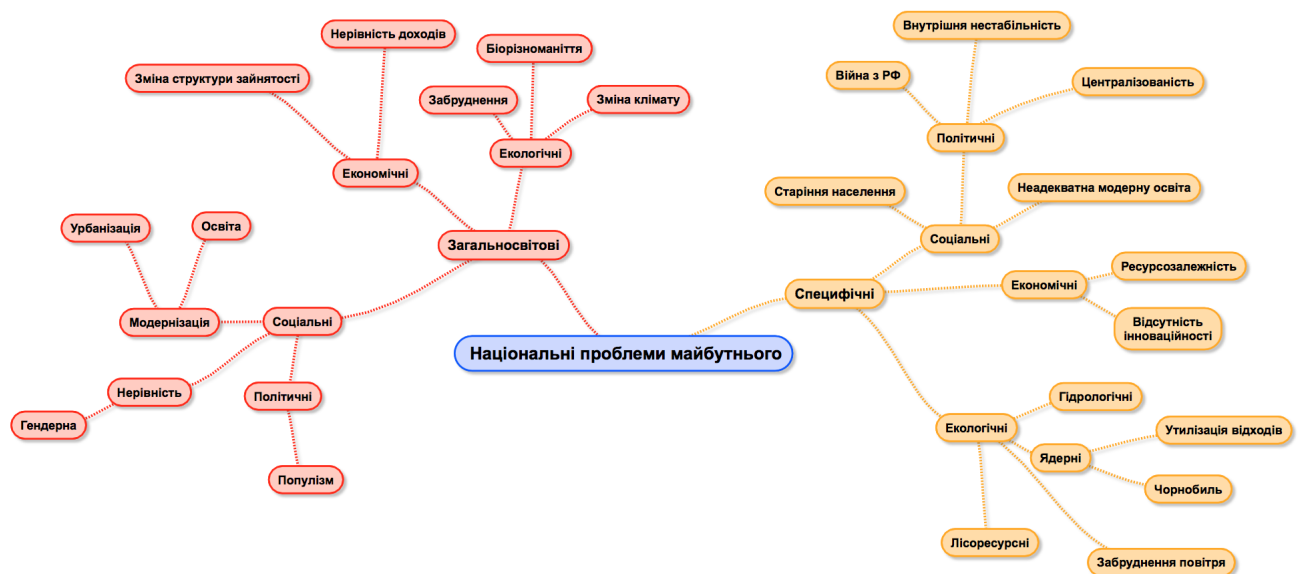 Нерівність доходів
Зміна структури зайнятості
Біорізноманіття
Забруднення
Зміна клімату
Економічні
Екологічні
Урбанізація
Освіта
Загальносвітові
Модернізація
Соціальні
Нерівність
Гендерна
Політичні
Популізм
Національні проблеми майбутнього
Внутрішня нестабільність
Війна з РФ
Централізованість
Політичні
Старіння населення
Неадекватна модерну освіта
Соціальні
Специфічні
Економічні
Ресурсозалежність
Відсутність
інноваційності
Гідрологічні
Екологічні
Утилізація відходів
Ядерні
Чорнобиль
Лісоресурсні
Забруднення повітря